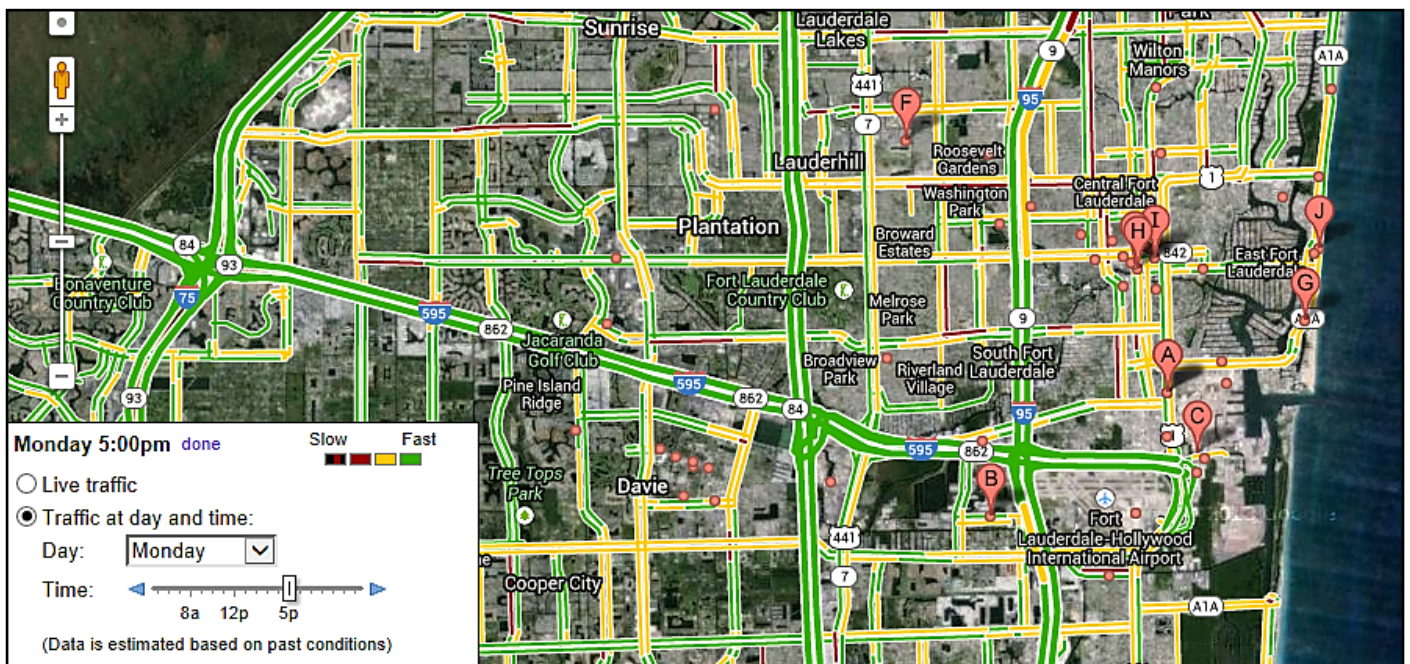 Sunrise
Lauderdale
Lakes
Park
Wilton
Manors
A1A
9
95
441
7
F
Lauderhill
Roosevelt
Gardens
Washington
Park
Central Fort
Lauderdale
1
Plantation
Broward
Estates
H
I
J
842
East Fort
Lauderdale
84
93
75
Bonaventure
Country Club
595
862
Fort Lauderdale
Country Club
Melrose
Park
9
G
A1A
Jacaranda
Golf Club
Pine Island
Ridge
595
862
84
Broadview
Park
Riverland
Village
South Fort
Lauderdale
A
93
95
C
595
862
B
Tree Tops
Park
Davie
Fort
Lauderdale-Hollywood
International Airport
441
7
Cooper City
A1A
Monday 5:00pm done
Slow Fast
Live traffic
Traffic at day and time:
Day: Monday
Time:
8a 12p 5p
(Data is estimated based on past conditions)